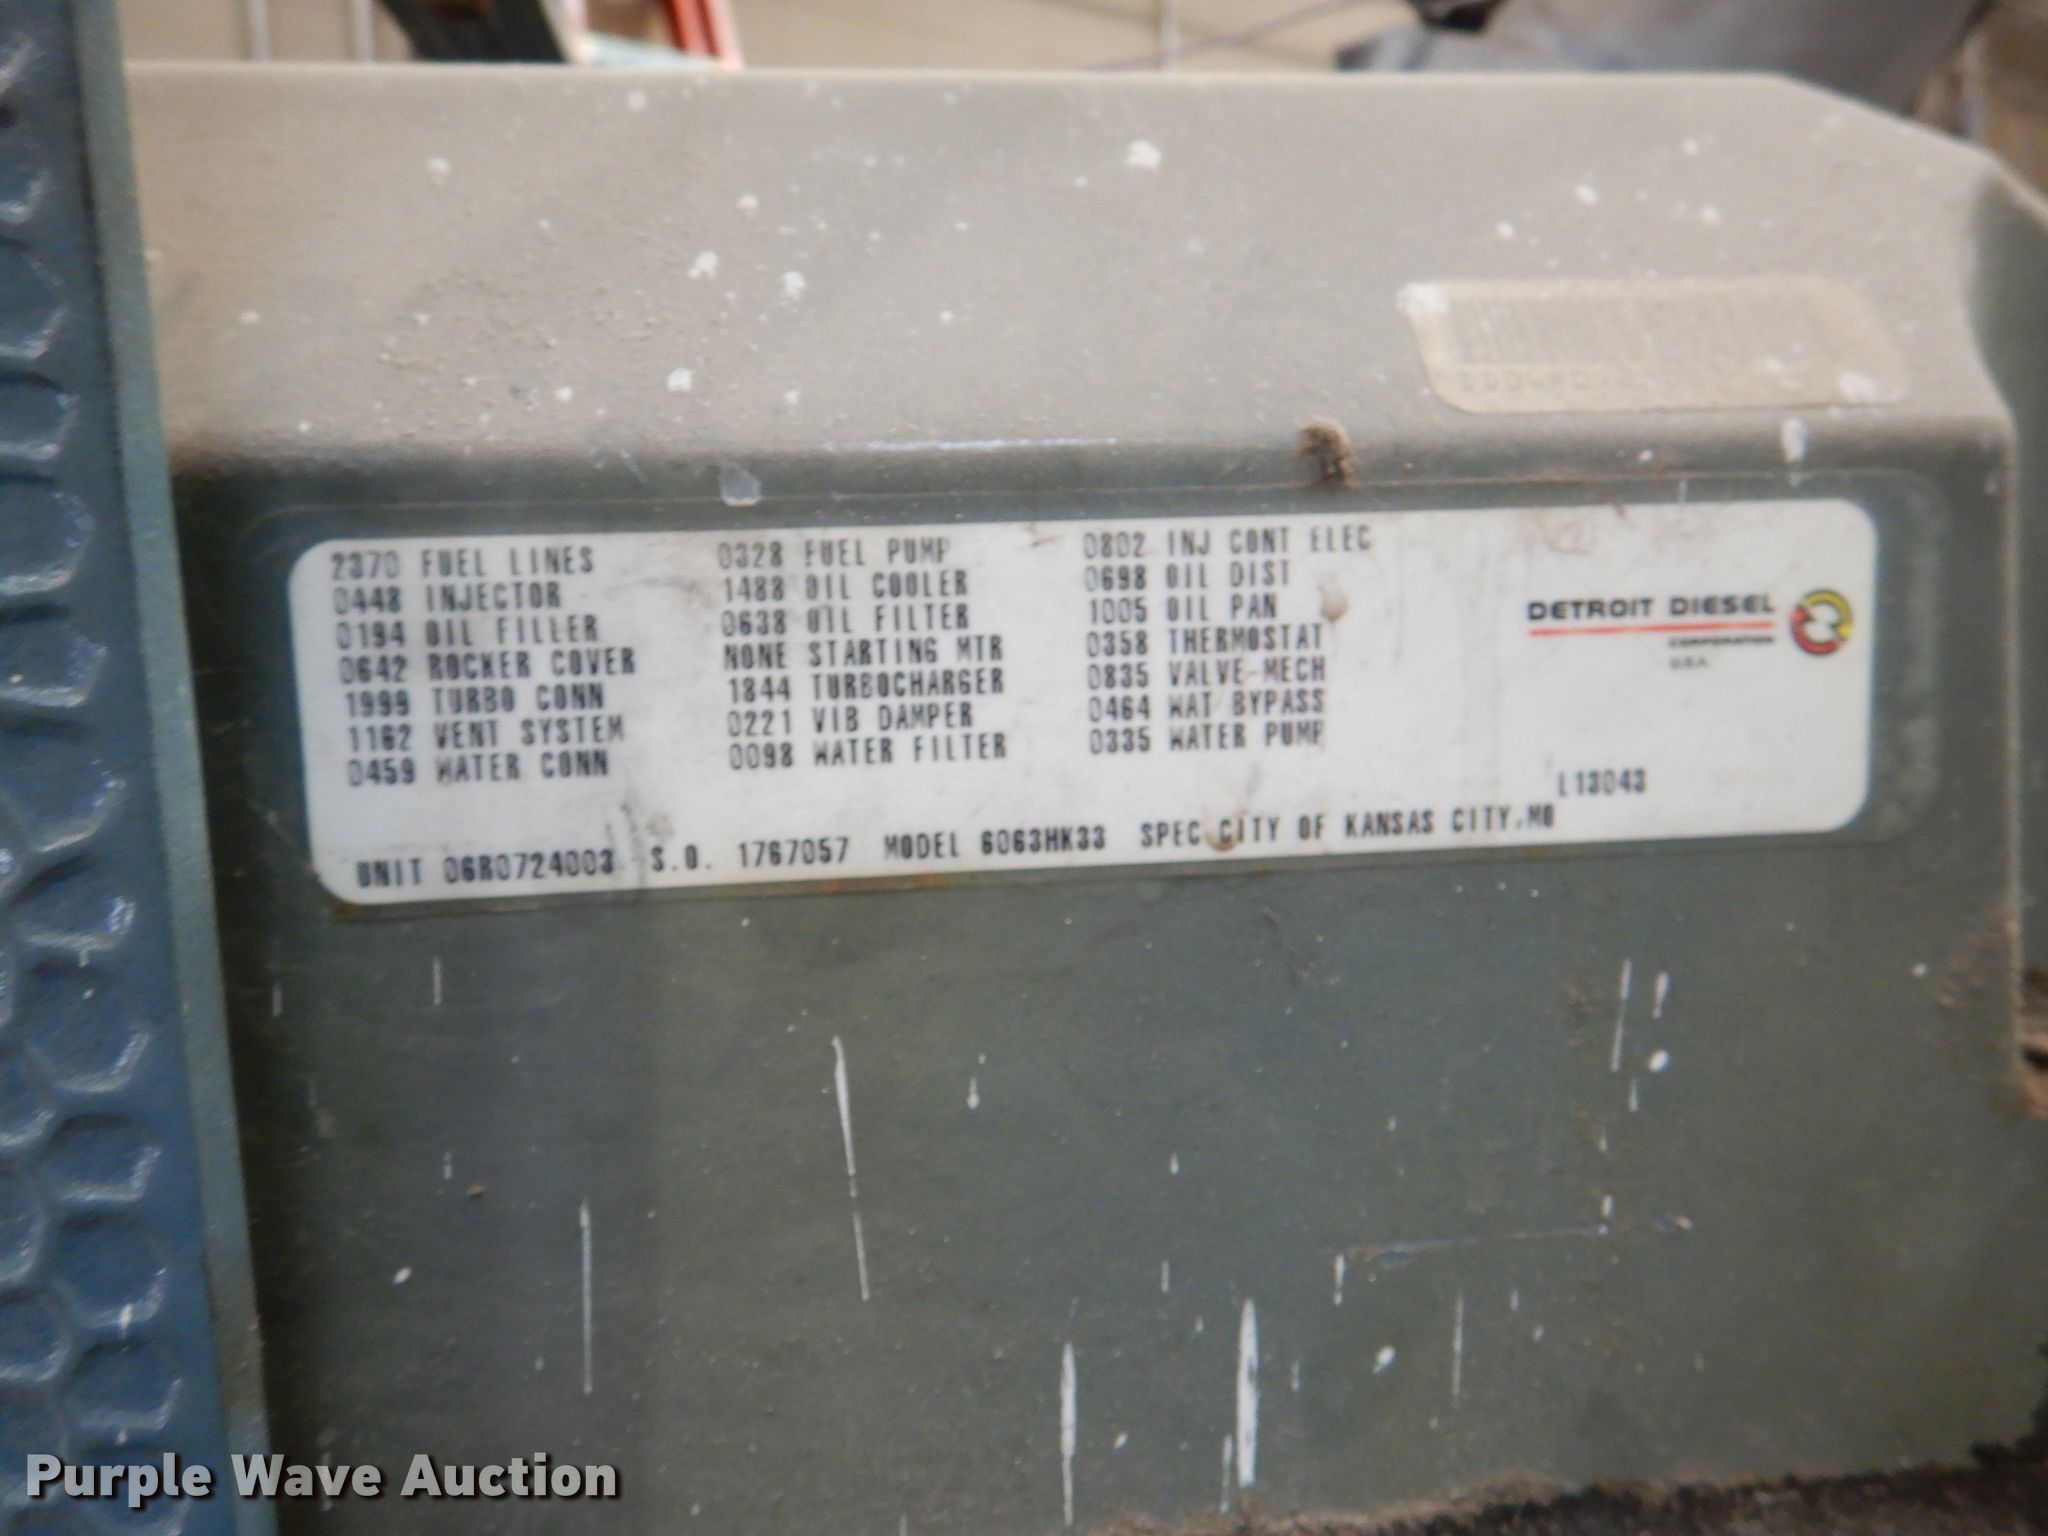 2370 FUEL LINES 0328 FUEL PUMP 0802 INJ CONT ELEC
0448 INJECTOR 1488 OIL COOLER 0698 OIL DIST
0194 OIL FILLER 0638 OIL FILTER 1005 OIL PAN
0642 ROCKER COVER NONE STARTING MTR 0358 THERMOSTAT
1999 TURBO CONN 1844 TURBOCHARGER 0835 VALVE-MECH
1162 VENT SYSTEM 0221 VIB DAMPER 0464 WAT BYPASS
0459 WATER CONN 0098 WATER FILTER 0335 WATER PUMP
DETROIT DIESEL
CORPORATION
U.S.A.
L13043
UNIT 06R0724003 S.O. 1767057 MODEL 6063HK33 SPEC CITY OF KANSAS CITY,MO
Purple Wave Auction